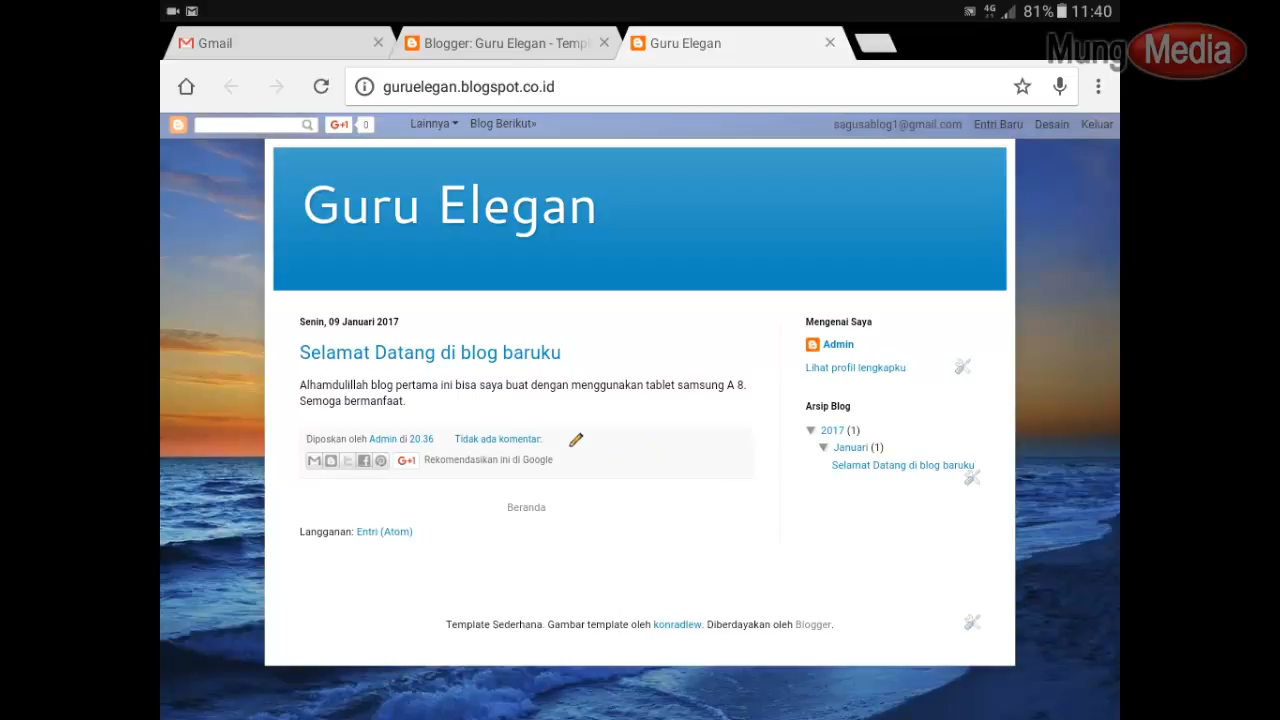 4G 81% 11:40
Gmail
Blogger: Guru Elegan - Templ
Guru Elegan
Mung Media
guruelegan.blogspot.co.id
G+1 0 Lainnya Blog Berikut» sagusablog1@gmail.com Entri Baru Desain Keluar
Guru Elegan
Senin, 09 Januari 2017
Selamat Datang di blog baruku
Alhamdulillah blog pertama ini bisa saya buat dengan menggunakan tablet samsung A 8.
Semoga bermanfaat.
Diposkan oleh Admin di 20.36 Tidak ada komentar:
G+1 Rekomendasikan ini di Google
Beranda
Langganan: Entri (Atom)
Mengenai Saya
Admin
Lihat profil lengkapku
Arsip Blog
2017 (1)
Januari (1)
Selamat Datang di blog baruku
Template Sederhana. Gambar template oleh konradlew. Diberdayakan oleh Blogger.